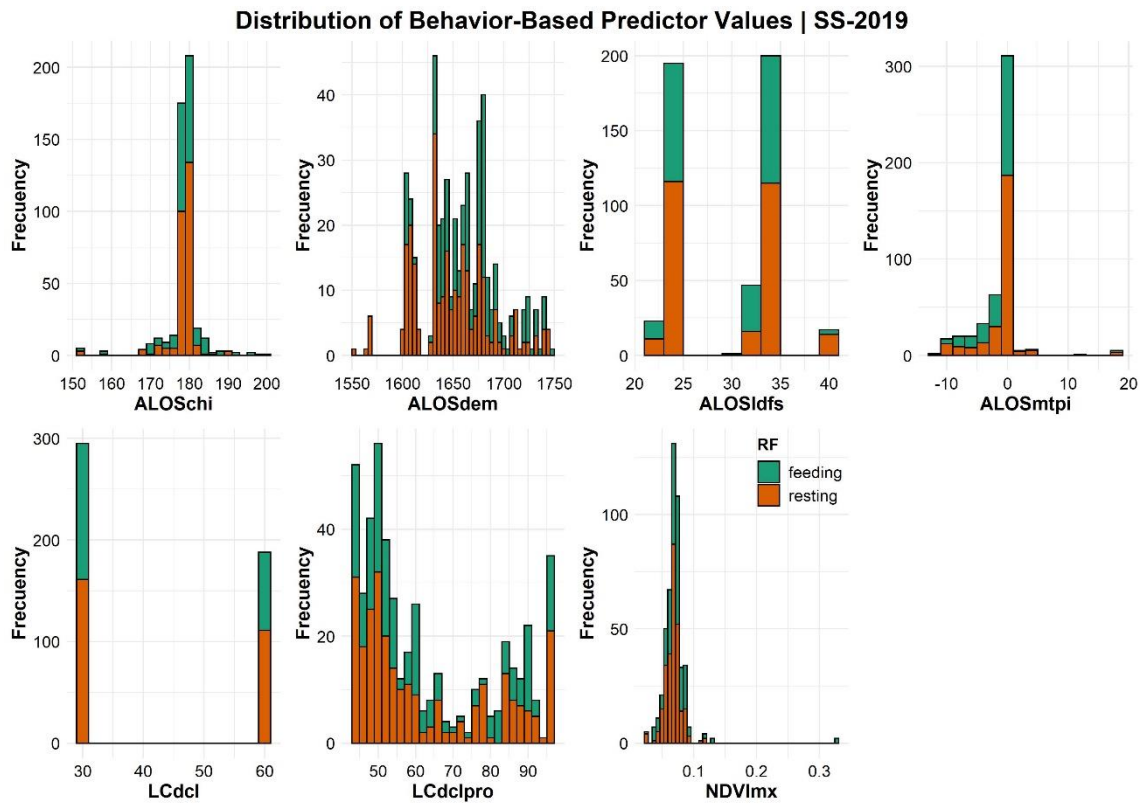 Distribution of Behavior-Based Predictor Values | SS-2019
Frecuency
200
150
100
50
0
150 160 170 180 190 200
ALOSchi
Frecuency
40
30
20
10
0
1550 1600 1650 1700 1750
ALOSdem
Frecuency
200
150
100
50
0
20 25 30 35 40
ALOSldfs
Frecuency
300
200
100
0
-10 0 10 20
ALOSmtpi
Frecuency
300
200
100
0
30 40 50 60
LCdcl
Frecuency
40
20
0
50 60 70 80 90
LCdclpro
Frecuency
100
50
0
0.1 0.2 0.3
NDVImx
RF
feeding
resting